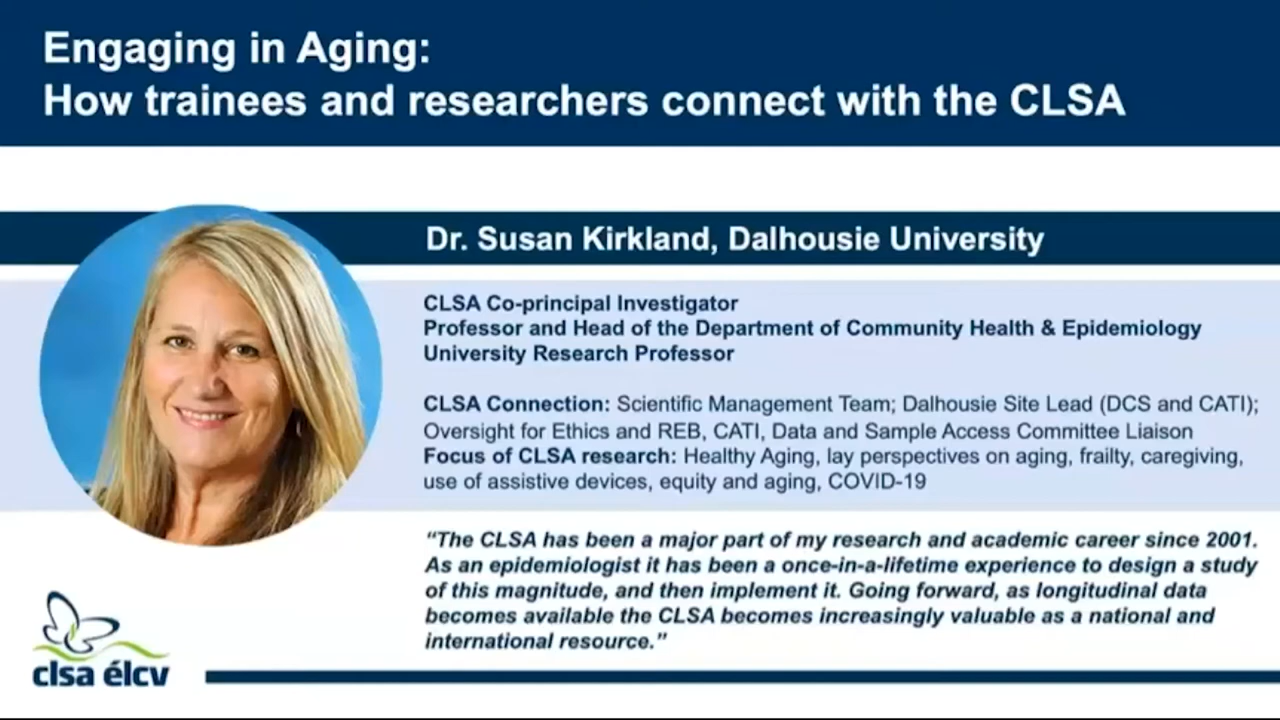 Engaging in Aging:
How trainees and researchers connect with the CLSA
Dr. Susan Kirkland, Dalhousie University
CLSA Co-principal Investigator
Professor and Head of the Department of Community Health & Epidemiology
University Research Professor
CLSA Connection: Scientific Management Team; Dalhousie Site Lead (DCS and CATI);
Oversight for Ethics and REB, CATI, Data and Sample Access Committee Liaison
Focus of CLSA research: Healthy Aging, lay perspectives on aging, frailty, caregiving,
use of assistive devices, equity and aging, COVID-19
“The CLSA has been a major part of my research and academic career since 2001.
As an epidemiologist it has been a once-in-a-lifetime experience to design a study
of this magnitude, and then implement it. Going forward, as longitudinal data
becomes available the CLSA becomes increasingly valuable as a national and
international resource.”
clsa élcv